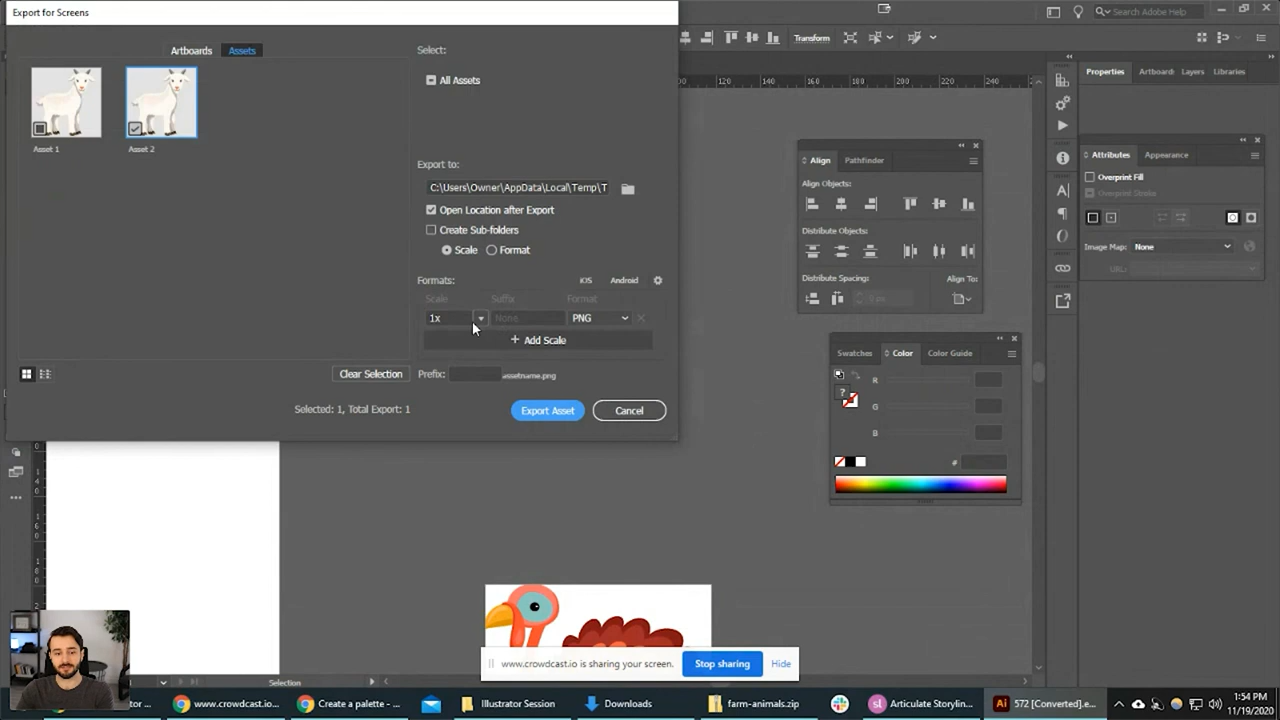 Export for Screens
Search Adobe Help
Artboards Assets
Select:
Transform
All Assets
Asset 1
Asset 2
Export to:
C:\Users\Owner\AppData\Local\Temp\T
Open Location after Export
Create Sub-folders
Scale Format
Formats:
iOS Android
Scale Suffix Format
1x None PNG
+ Add Scale
Clear Selection
Prefix: assetname.png
Selected: 1, Total Export: 1
Export Asset Cancel
100 120 140 160 180 200 220 240
Properties Artboard Layers Libraries
Align Pathfinder
Align Objects:
Distribute Objects:
Distribute Spacing: Align To:
0 px
Attributes Appearance
Overprint Fill
Overprint Stroke
Image Map: None
URL:
Swatches Color Color Guide
R
G
B
#
Selection
www.crowdcast.io is sharing your screen. Stop sharing Hide
www.crowdcast.io...
Create a palette - ...
Illustrator Session
Downloads
farm-animals.zip
Articulate Storylin...
572 [Converted].e...
1:54 PM
11/19/2020